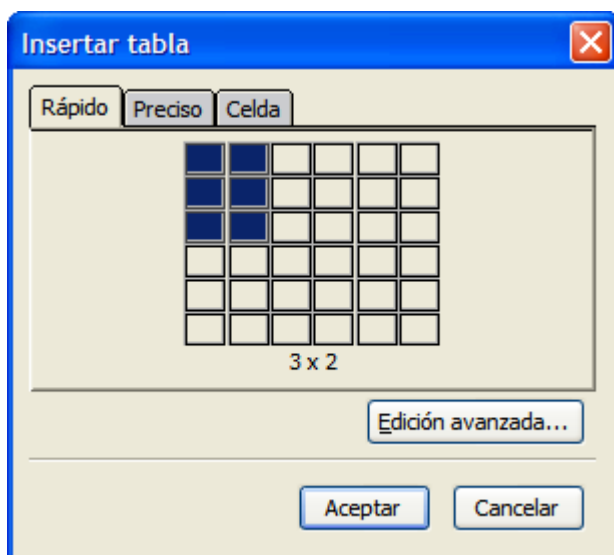 Insertar tabla
Rápido Preciso Celda
3 x 2
Edición avanzada...
Aceptar Cancelar